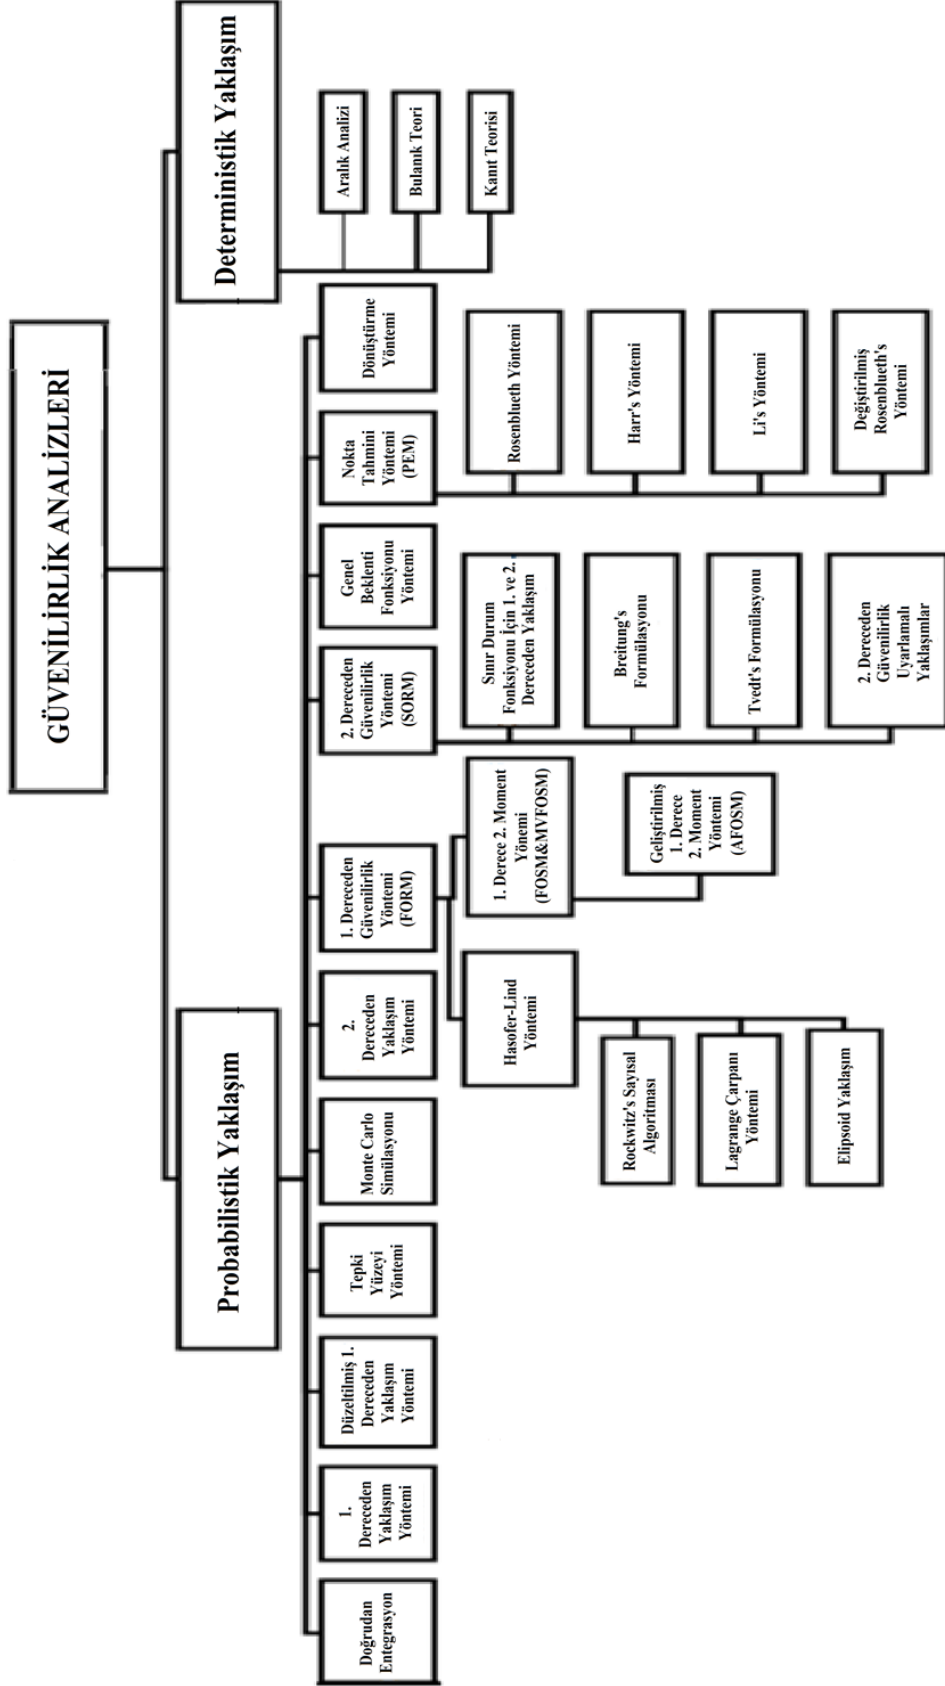 GÜVENİLİRLİK ANALİZLERİ
Probabilistik Yaklaşım
Deterministik Yaklaşım
Doğrudan
Entegrasyon
1.
Dereceden
Yaklaşım
Yöntemi
Düzeltilmiş 1.
Dereceden
Yaklaşım
Yöntemi
Tepki
Yüzeyi
Yöntemi
Monte Carlo
Simülasyonu
2.
Dereceden
Yaklaşım
Yöntemi
1. Dereceden
Güvenilirlik
Yöntemi
(FORM)
2. Dereceden
Güvenilirlik
Yöntemi
(SORM)
Genel
Beklenti
Fonksiyonu
Yöntemi
Nokta
Tahmini
Yöntemi
(PEM)
Dönüştürme
Yöntemi
Aralık Analizi
Bulanık Teori
Kanıt Teorisi
Hasofer-Lind
Yöntemi
Rockwitz's Sayısal
Algoritması
Lagrange Çarpanı
Yöntemi
Elipsoid Yaklaşım
1. Derece 2. Moment
Yönemi
(FOSM&MVFOSM)
Geliştirilmiş
1. Derece
2. Moment
Yöntemi
(AFOSM)
Sınır Durum
Fonksiyonu İçin 1. ve 2.
Dereceden Yaklaşım
Breitung's
Formülasyonu
Tvedt's Formülasyonu
2. Dereceden
Güvenilirlik
Uyarlamalı
Yaklaşımlar
Rosenblueth Yöntemi
Harr's Yöntemi
Li's Yöntemi
Değiştirilmiş
Rosenblueth's
Yöntemi